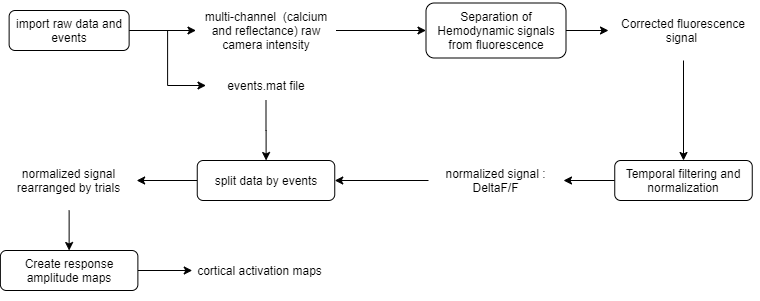 import raw data and
events
multi-channel  (calcium
and reflectance) raw
camera intensity
Separation of
Hemodynamic signals
from fluorescence
Corrected fluorescence
signal
events.mat file
normalized signal
rearranged by trials
split data by events
normalized signal :
DeltaF/F
Temporal filtering and
normalization
Create response
amplitude maps
cortical activation maps